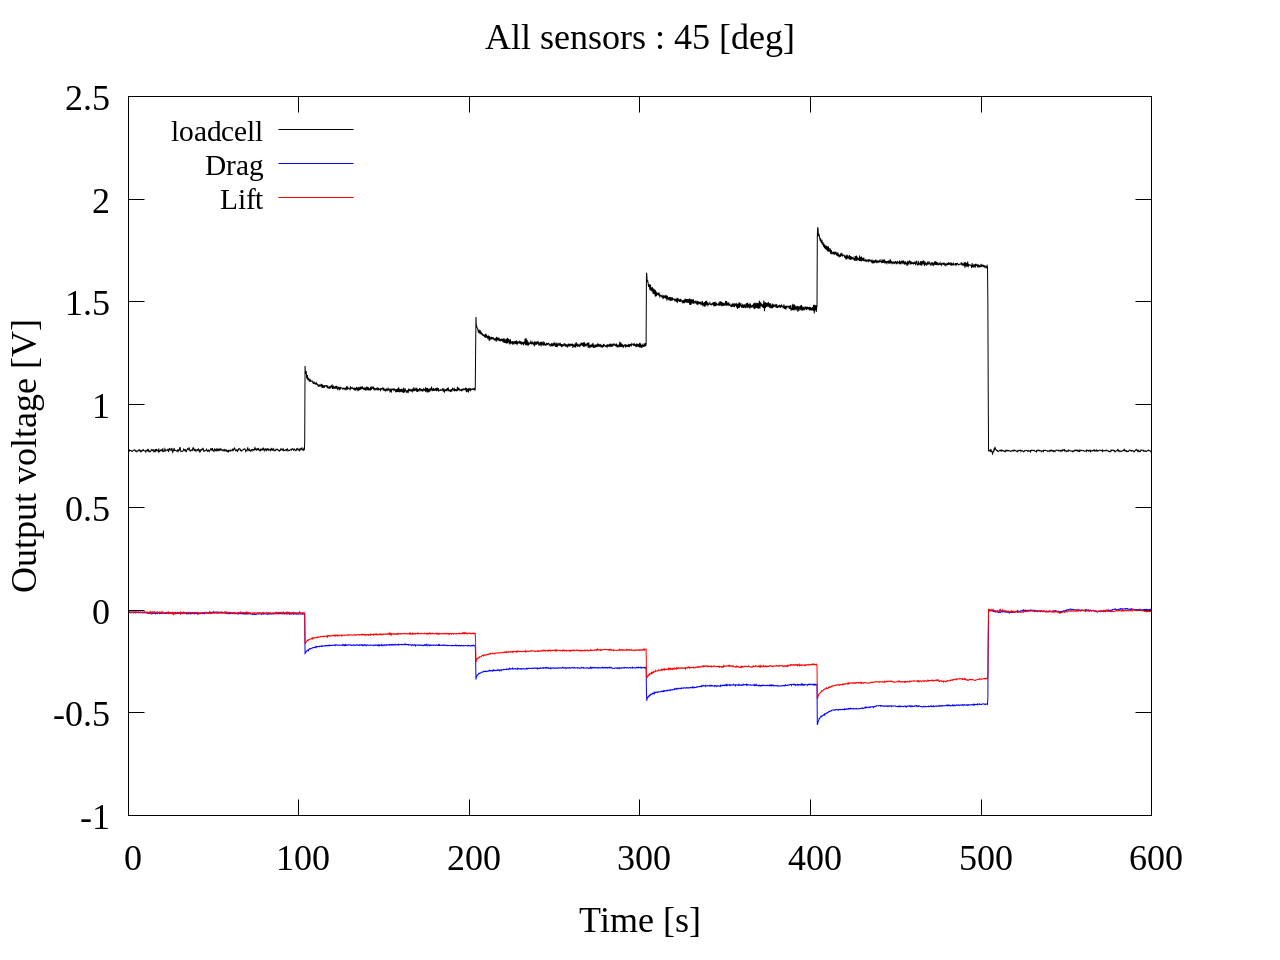 All sensors : 45 [deg]
2.5
2
1.5
1
0.5
0
-0.5
-1
Output voltage [V]
loadcell
Drag
Lift
0 100 200 300 400 500 600
Time [s]